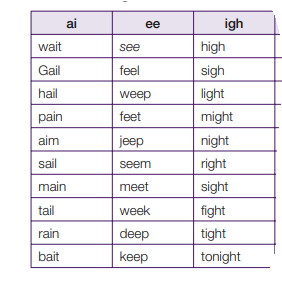 ai ee igh
wait see high
Gail feel sigh
hail weep light
pain feet might
aim jeep night
sail seem right
main meet sight
tail week fight
rain deep tight
bait keep tonight